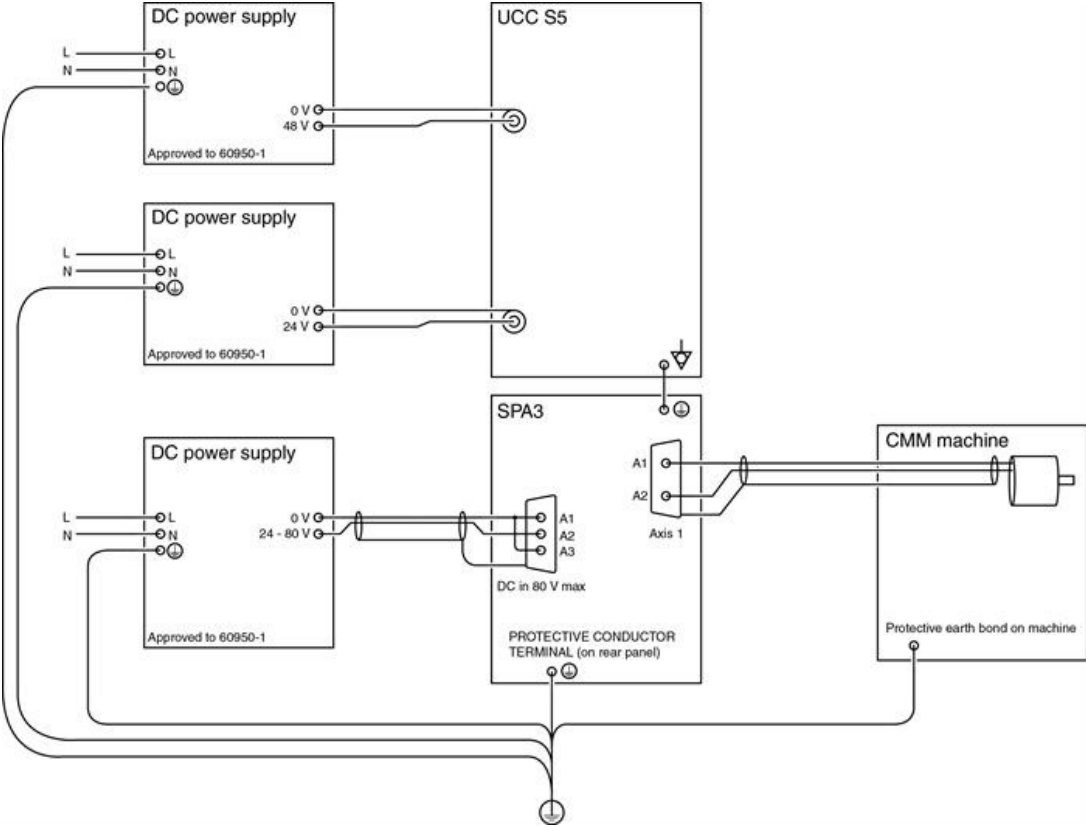 DC power supply
L
L
N
N
0 V
48 V
Approved to 60950-1
UCC S5
DC power supply
L
L
N
N
0 V
24 V
Approved to 60950-1
DC power supply
L
L
N
N
0 V
24 - 80 V
Approved to 60950-1
SPA3
A1
A2
A3
DC in 80 V max
A1
A2
Axis 1
PROTECTIVE CONDUCTOR
TERMINAL (on rear panel)
CMM machine
Protective earth bond on machine